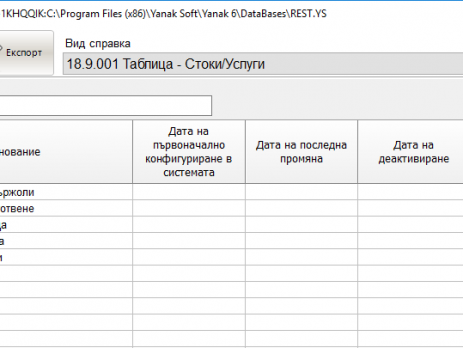 1KHQQIK:C:\Program Files (x86)\Yanak Soft\Yanak 6\DataBases\REST.YS
Вид справка
Експорт
18.9.001 Таблица - Стоки/Услуги
нование
Дата на
първоначално
конфигуриране в
системата
Дата на последна
промяна
Дата на
деактивиране
ържоли
отвене
ца
а
и